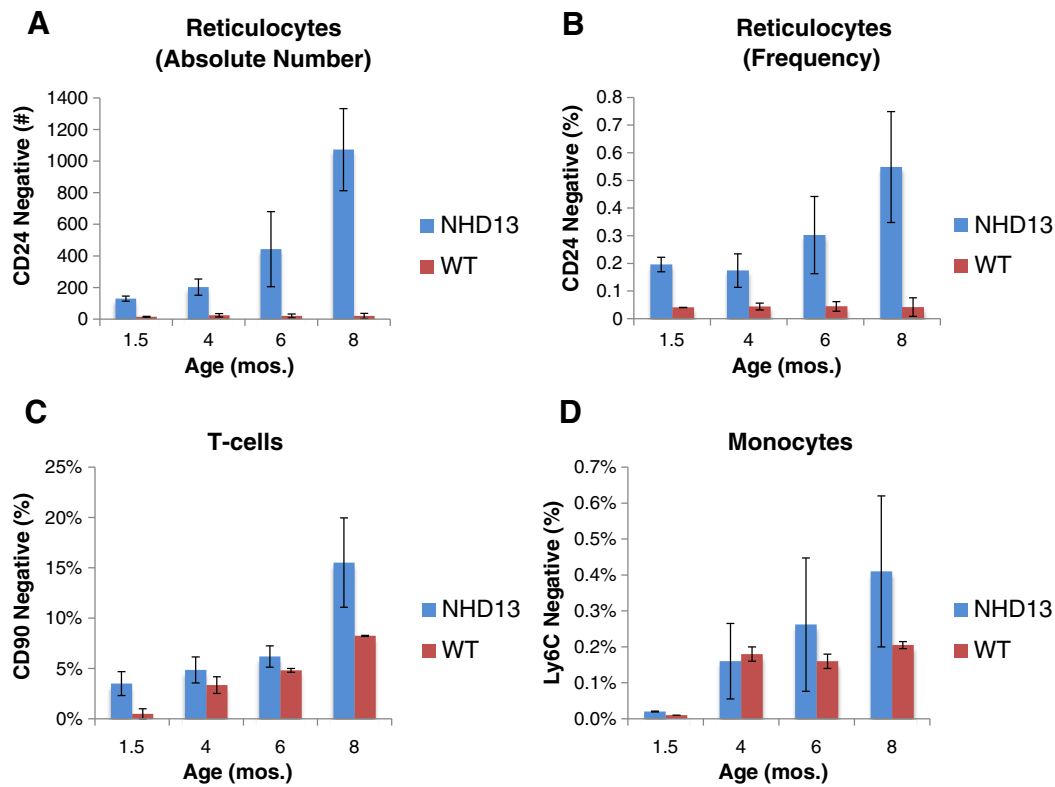 A
Reticulocytes
(Absolute Number)
CD24 Negative (#)
1400
1200
1000
800
600
400
200
0
1.5 4 6 8
Age (mos.)
NHD13
WT
B
Reticulocytes
(Frequency)
CD24 Negative (%)
0.8
0.7
0.6
0.5
0.4
0.3
0.2
0.1
0
1.5 4 6 8
Age (mos.)
NHD13
WT
C
T-cells
CD90 Negative (%)
25%
20%
15%
10%
5%
0%
1.5 4 6 8
Age (mos.)
NHD13
WT
D
Monocytes
Ly6C Negative (%)
0.7%
0.6%
0.5%
0.4%
0.3%
0.2%
0.1%
0.0%
1.5 4 6 8
Age (mos.)
NHD13
WT